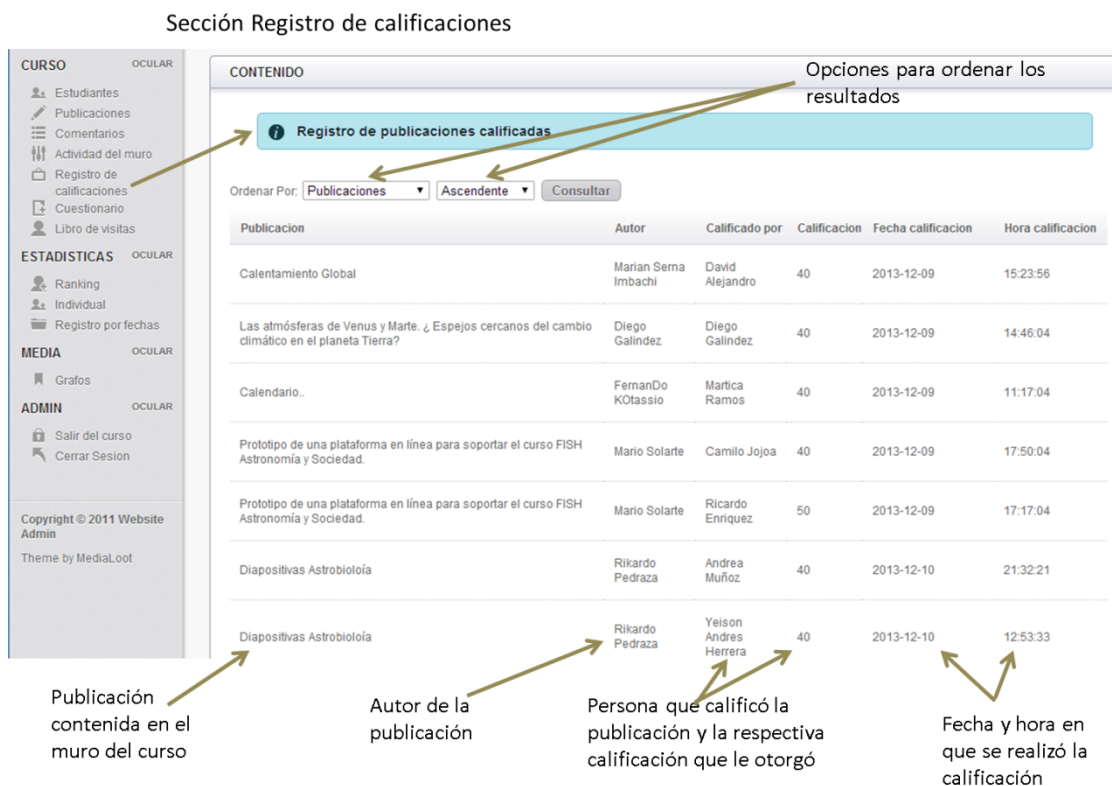 Sección Registro de calificaciones
CURSO OCULAR
Estudiantes
Publicaciones
Comentarios
Actividad del muro
Registro de
calificaciones
Cuestionario
Libro de visitas
ESTADISTICAS OCULAR
Ranking
Individual
Registro por fechas
MEDIA OCULAR
Grafos
ADMIN OCULAR
Salir del curso
Cerrar Sesion
Copyright © 2011 Website
Admin
Theme by MediaLoot
CONTENIDO
Opciones para ordenar los
resultados
Registro de publicaciones calificadas
Ordenar Por: Publicaciones Ascendente Consultar
Publicacion Autor Calificado por Calificacion Fecha calificacion Hora calificacion
Calentamiento Global Marian Serna David 40 2013-12-09 15:23:56
Imbachi Alejandro
Las atmósferas de Venus y Marte. ¿ Espejos cercanos del cambio Diego Diego 40 2013-12-09 14:46:04
climático en el planeta Tierra? Galindez Galindez
Calendario.. FernanDo Martica 40 2013-12-09 11:17:04
KOtassio Ramos
Prototipo de una plataforma en línea para soportar el curso FISH Mario Solarte Camilo Jojoa 40 2013-12-09 17:50:04
Astronomía y Sociedad.
Prototipo de una plataforma en línea para soportar el curso FISH Mario Solarte Ricardo 50 2013-12-09 17:17:04
Astronomía y Sociedad. Enriquez
Diapositivas Astrobioloía Rikardo Andrea 40 2013-12-10 21:32:21
Pedraza Muñoz
Diapositivas Astrobioloía Rikardo Yeison 40 2013-12-10 12:53:33
Pedraza Andres
Herrera
Publicación
contenida en el
muro del curso
Autor de la
publicación
Persona que calificó la
publicación y la respectiva
calificación que le otorgó
Fecha y hora en
que se realizó la
calificación